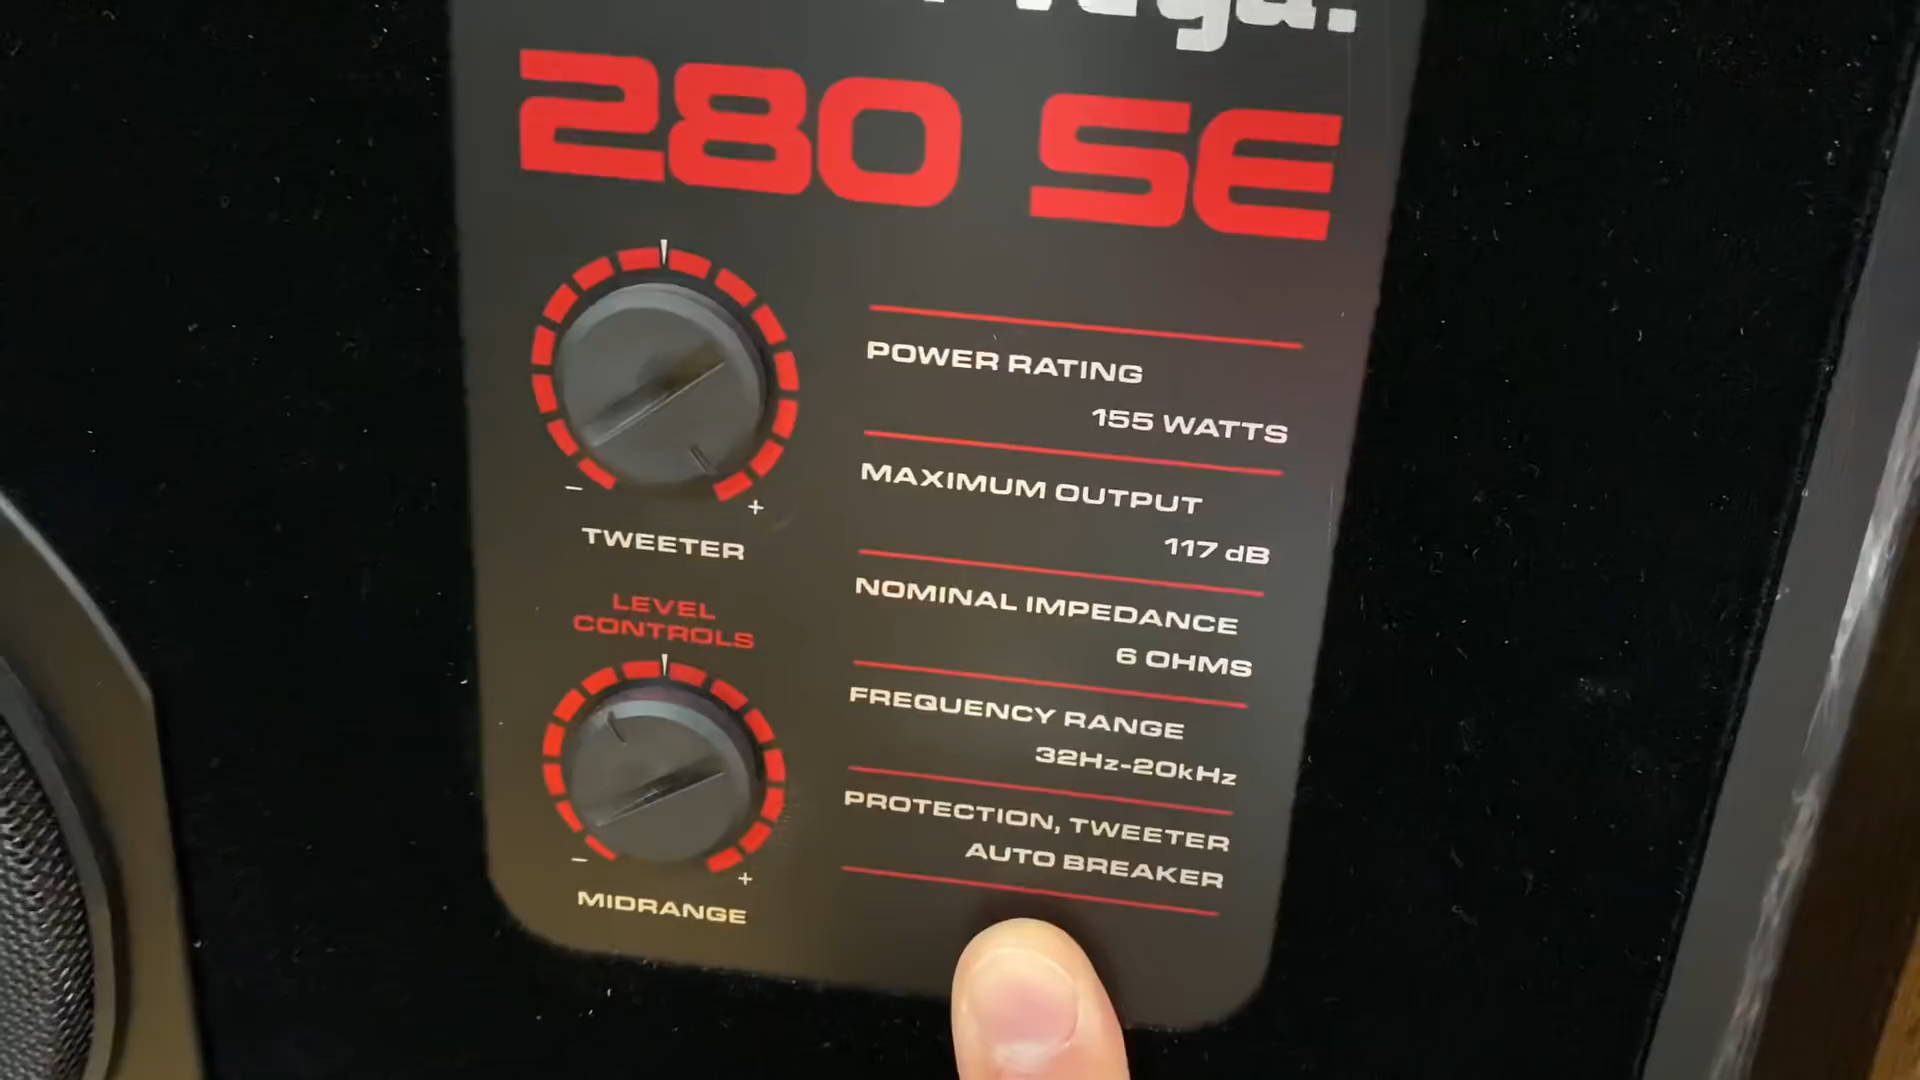 280 SE
POWER RATING
155 WATTS
MAXIMUM OUTPUT
117 dB
NOMINAL IMPEDANCE
6 OHMS
FREQUENCY RANGE
32Hz-20kHz
PROTECTION, TWEETER
AUTO BREAKER
- +
TWEETER
LEVEL
CONTROLS
- +
MIDRANGE